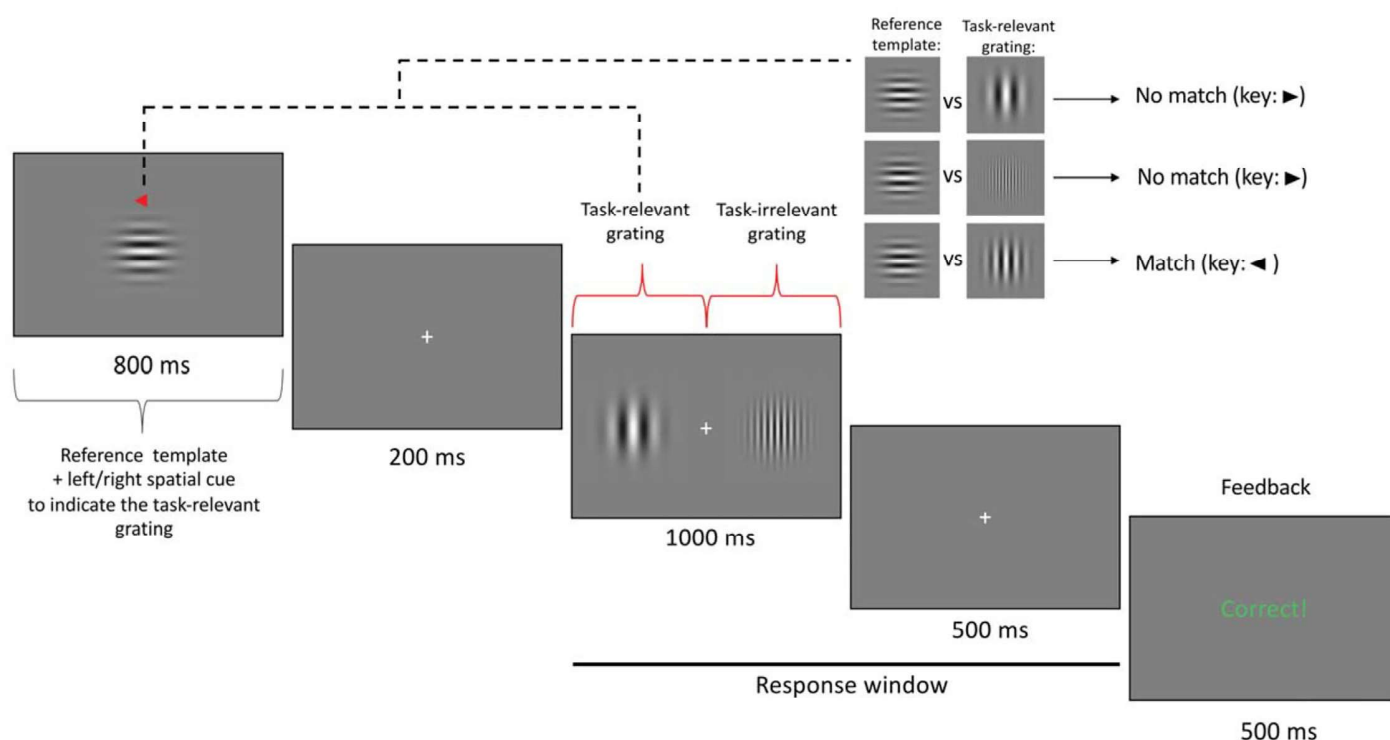 Reference
template:
Task-relevant
grating:
vs
No match (key: ►)
vs
No match (key: ►)
vs
Match (key: ◄ )
Task-relevant
grating
Task-irrelevant
grating
+
+
+
800 ms
200 ms
1000 ms
500 ms
Reference template
+ left/right spatial cue
to indicate the task-relevant
grating
Response window
Feedback
Correct!
500 ms